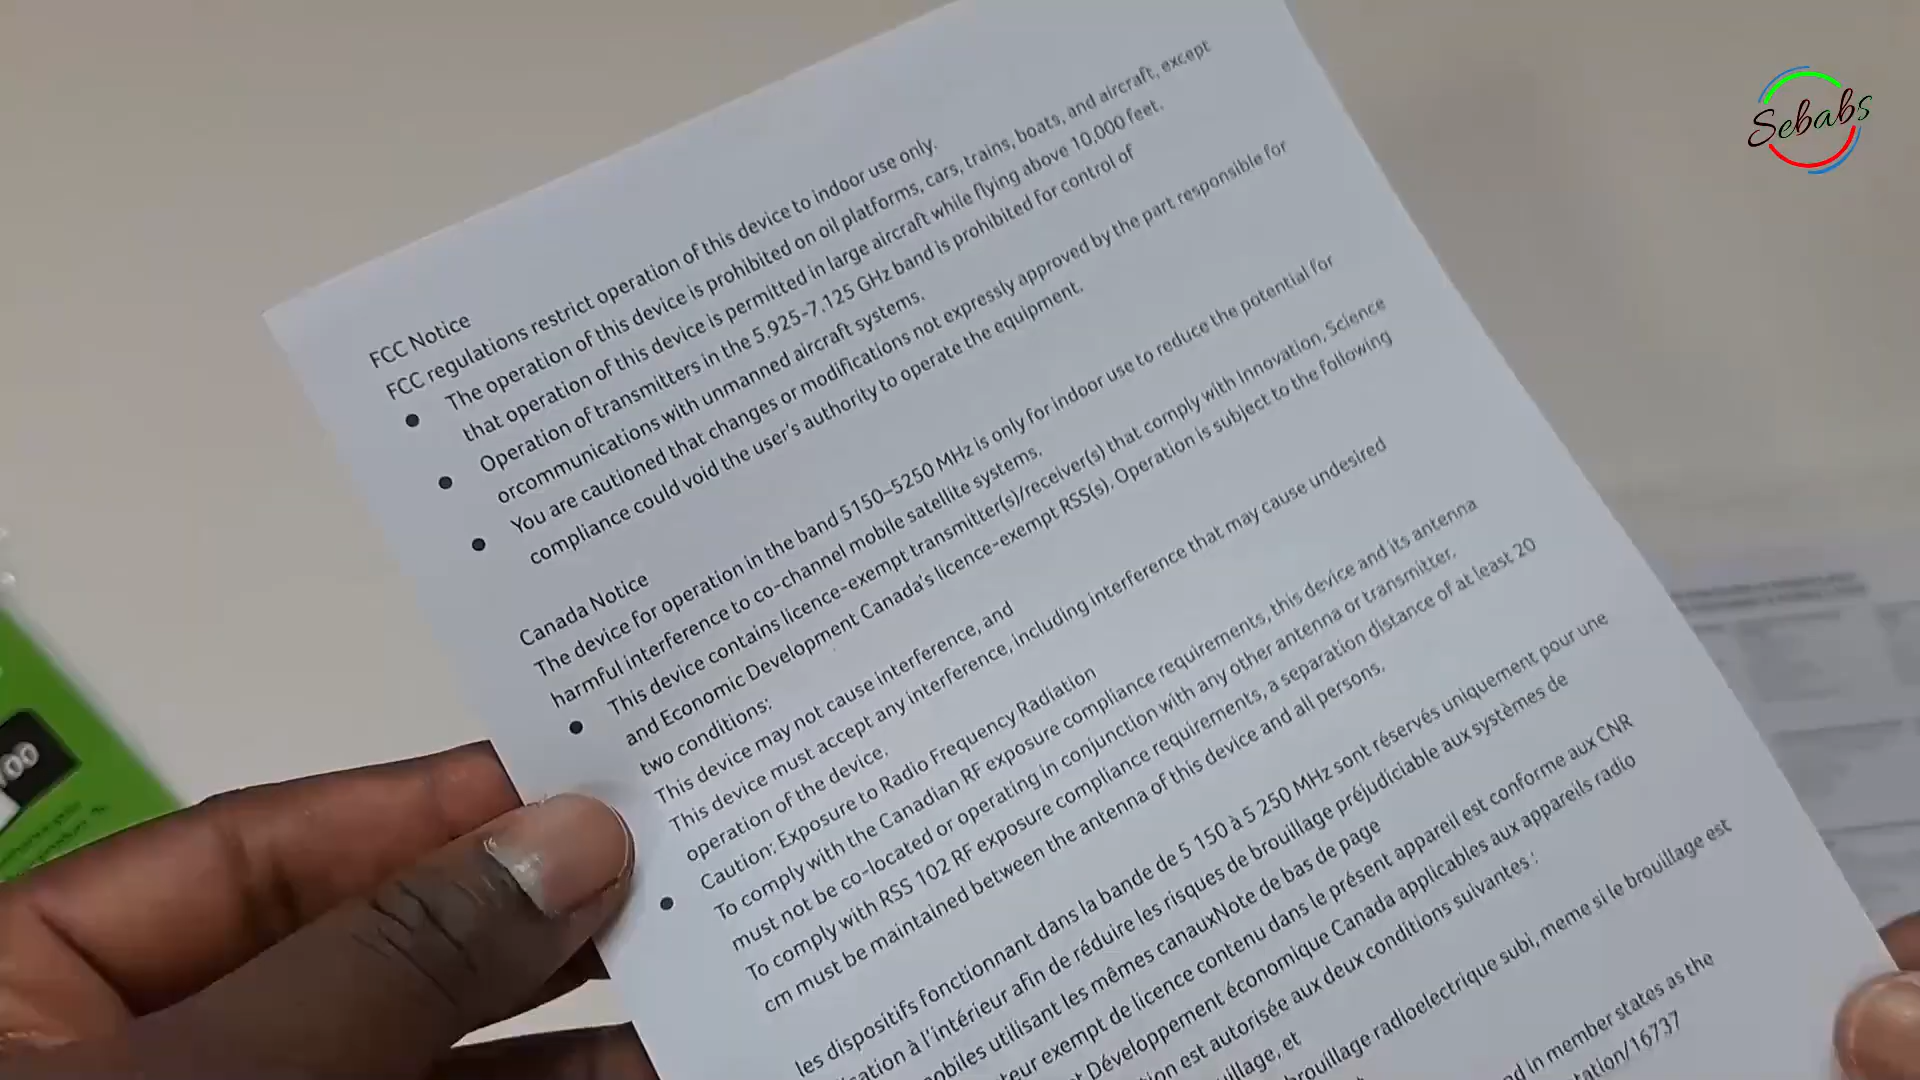 Sebabs
FCC Notice
FCC regulations restrict operation of this device to indoor use only.
The operation of this device is prohibited on oil platforms, cars, trains, boats, and aircraft, except
that operation of this device is permitted in large aircraft while flying above 10,000 feet.
Operation of transmitters in the 5.925-7.125 GHz band is prohibited for control of
orcommunications with unmanned aircraft systems.
You are cautioned that changes or modifications not expressly approved by the part responsible for
compliance could void the user's authority to operate the equipment.
Canada Notice
The device for operation in the band 5150–5250 MHz is only for indoor use to reduce the potential for
harmful interference to co-channel mobile satellite systems.
This device contains licence-exempt transmitter(s)/receiver(s) that comply with Innovation, Science
and Economic Development Canada's licence-exempt RSS(s). Operation is subject to the following
two conditions:
This device may not cause interference, and
This device must accept any interference, including interference that may cause undesired
operation of the device.
Caution: Exposure to Radio Frequency Radiation
To comply with the Canadian RF exposure compliance requirements, this device and its antenna
must not be co-located or operating in conjunction with any other antenna or transmitter.
To comply with RSS 102 RF exposure compliance requirements, a separation distance of at least 20
cm must be maintained between the antenna of this device and all persons.
les dispositifs fonctionnant dans la bande de 5 150 à 5 250 MHz sont réservés uniquement pour une
à l'intérieur afin de réduire les risques de brouillage préjudiciable aux systèmes de
utilisant les mêmes canauxNote de bas de page
exempt de licence contenu dans le présent appareil est conforme aux CNR
Développement économique Canada applicables aux appareils radio
est autorisée aux deux conditions suivantes :
et
radioelectrique subi, meme si le brouillage est
in member states as the
/16737